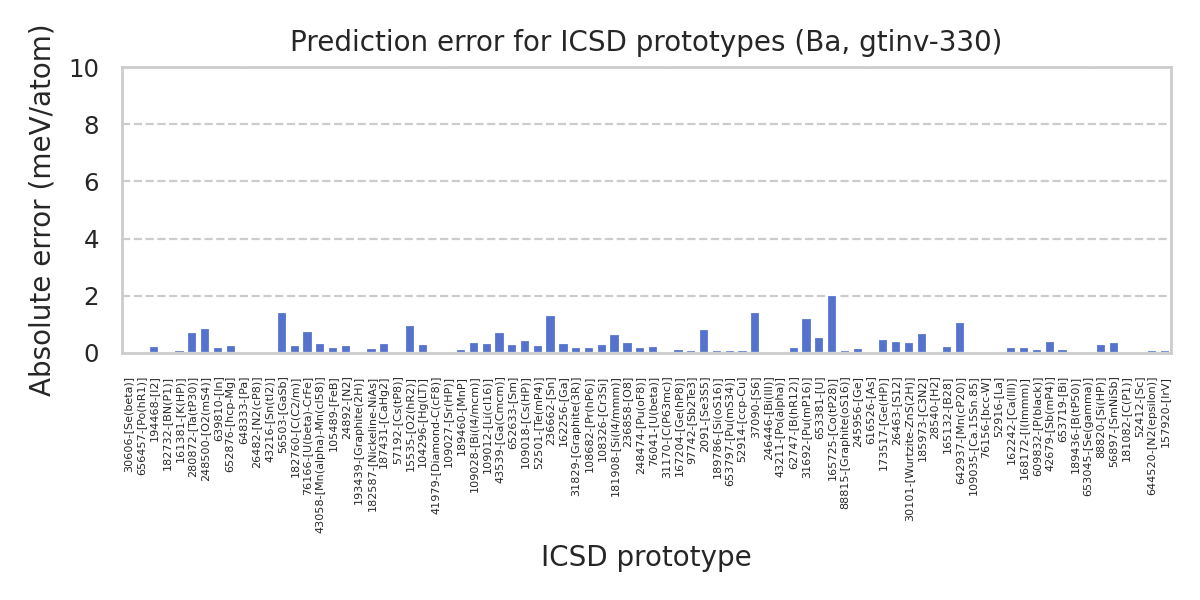 Prediction error for ICSD prototypes (Ba, gtinv-330)
Absolute error (meV/atom)
10
8
6
4
2
0
30606-[Se(beta)]
656457-[Po(hR1)]
194468-[I2]
182732-[BN(P1)]
161381-[K(HP)]
280872-[Ta(tP30)]
248500-[O2(mS4)]
639810-[In]
652876-[hcp-Mg]
648333-[Pa]
26482-[N2(cP8)]
43216-[Sn(tI2)]
56503-[GaSb]
182760-[C(C2/m)]
76166-[U(beta)-CrFe]
43058-[Mn(alpha)-Mn(cI58)]
105489-[FeB]
24892-[N2]
193439-[Graphite(2H)]
182587-[Nickeline-NiAs]
187431-[CaHg2]
57192-[Cs(tP8)]
15535-[O2(hR2)]
104296-[Hg(LT)]
41979-[Diamond-C(cF8)]
109027-[Sr(HP)]
189460-[MnP]
109028-[Bi(I4/mcm)]
109012-[Li(cI16)]
43539-[Ga(Cmcm)]
652633-[Sm]
109018-[Cs(HP)]
52501-[Te(mP4)]
236662-[Sn]
162256-[Ga]
31829-[Graphite(3R)]
108682-[Pr(hP6)]
108326-[Cr3Si]
181908-[Si(I4/mmm)]
236858-[O8]
248474-[Pu(oF8)]
76041-[U(beta)]
31170-[C(P63mc)]
167204-[Ge(hP8)]
97742-[Sb2Te3]
2091-[Se3S5]
189786-[Si(oS16)]
653797-[Pu(mS34)]
52914-[ccp-Cu]
37090-[S6]
246446-[Bi(III)]
43211-[Po(alpha)]
62747-[B(hR12)]
31692-[Pu(mP16)]
653381-[U]
165725-[Co(tP28)]
88815-[Graphite(oS16)]
245956-[Ge]
616526-[As]
173517-[Ge(HP)]
26463-[S12]
30101-[Wurtzite-ZnS(2H)]
185973-[C3N2]
28540-[H2]
165132-[B28]
642937-[Mn(cP20)]
109035-[Ca.15Sn.85]
76156-[bcc-W]
52916-[La]
162242-[Ca(III)]
168172-[I(Immm)]
609832-[P(black)]
42679-[Sb(mP4)]
653719-[Bi]
189436-[B(tP50)]
653045-[Se(gamma)]
88820-[Si(HP)]
56897-[SmNiSb]
181082-[C(P1)]
52412-[Sc]
644520-[N2(epsilon)]
157920-[IrV]
ICSD prototype